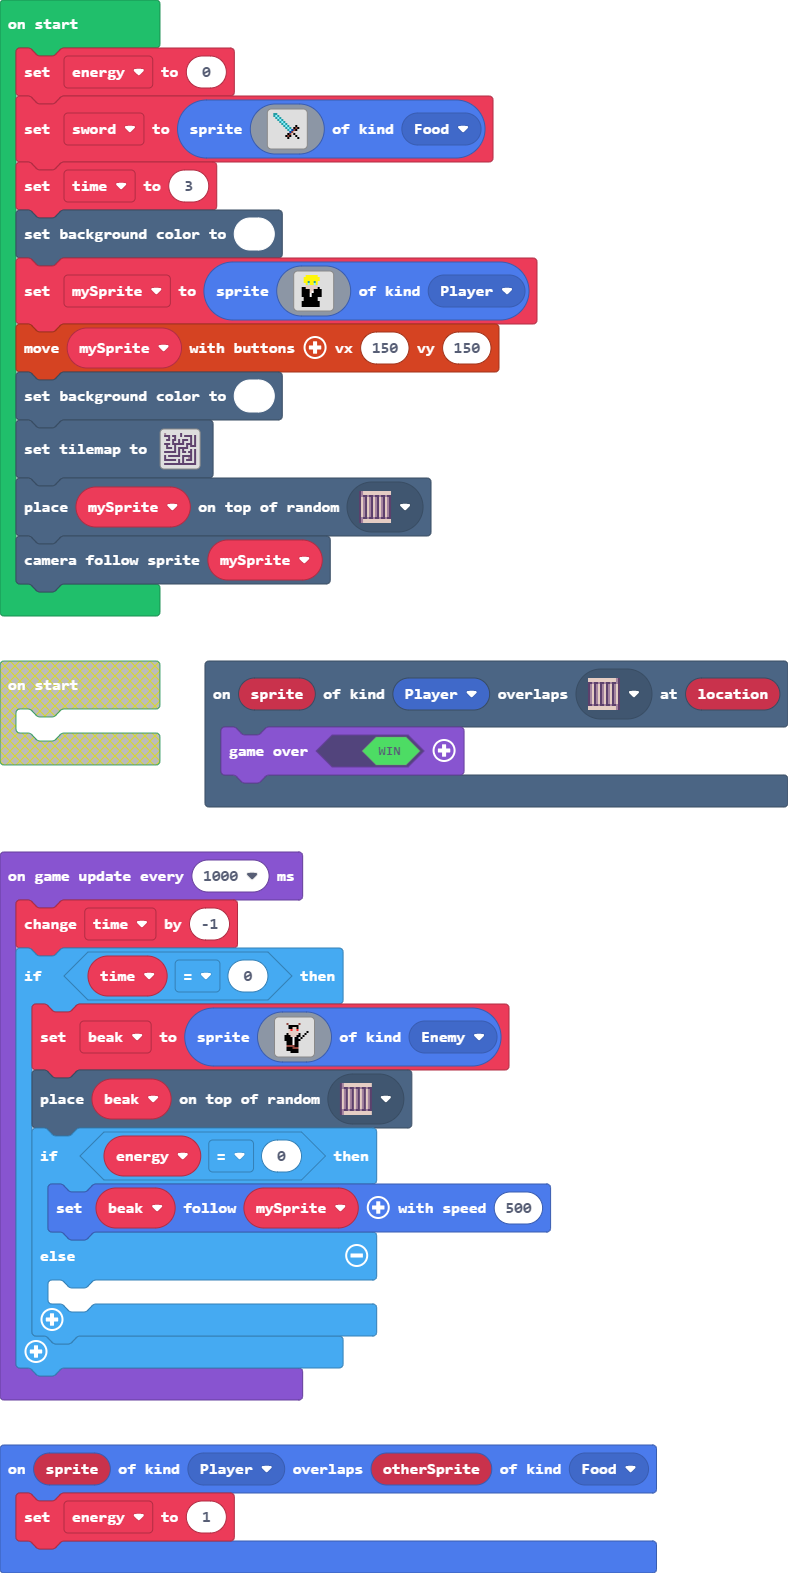 on start
set energy to 0
set sword to sprite of kind Food
set time to 3
set background color to
set mySprite to sprite of kind Player
move mySprite with buttons vx 150 vy 150
set background color to
set tilemap to
place mySprite on top of random
camera follow sprite mySprite
on start
on sprite of kind Player overlaps at location
game over WIN
on game update every 1000 ms
change time by -1
if time = 0 then
set beak to sprite of kind Enemy
place beak on top of random
if energy = 0 then
set beak follow mySprite with speed 500
else
on sprite of kind Player overlaps otherSprite of kind Food
set energy to 1